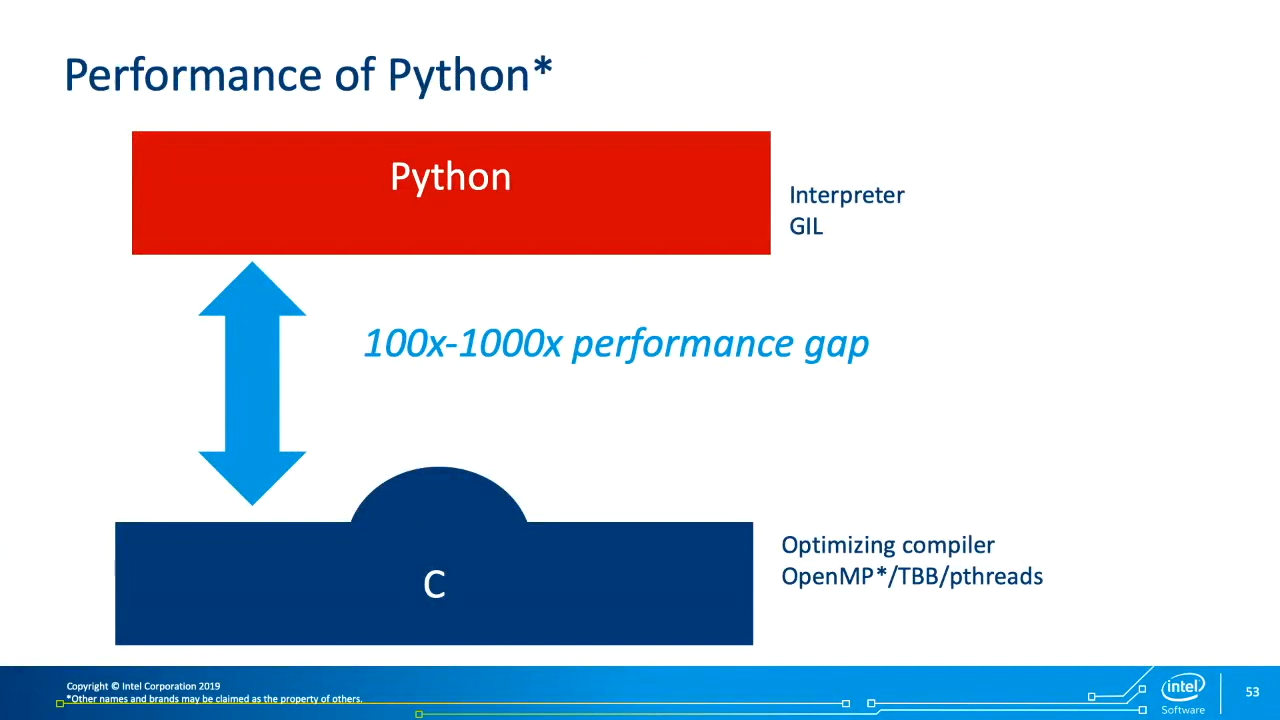 Performance of Python*
Python
Interpreter
GIL
100x-1000x performance gap
C
Optimizing compiler
OpenMP*/TBB/pthreads
Copyright © Intel Corporation 2019
*Other names and brands may be claimed as the property of others.
intel
Software
53